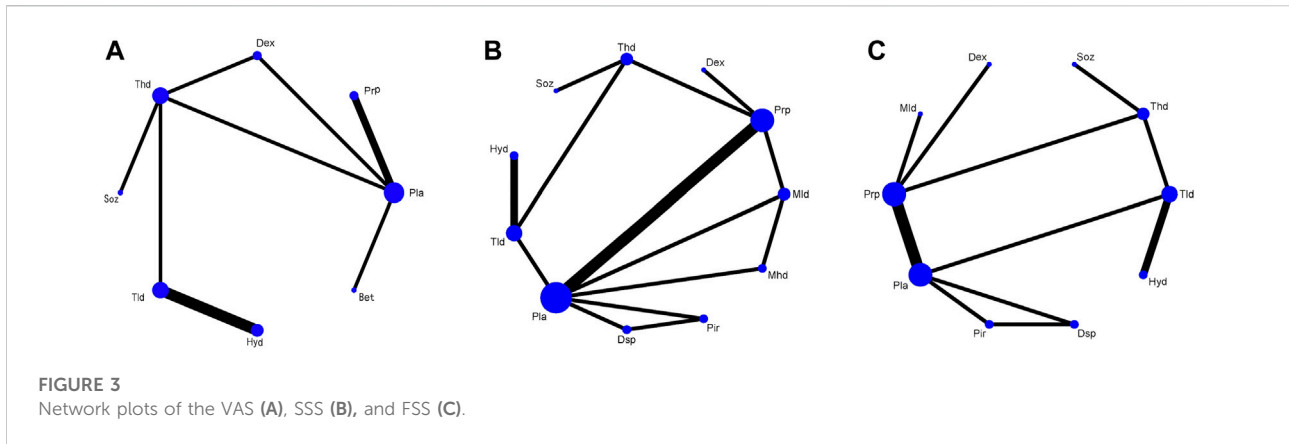 A
Dex
Thd
Prp
Pla
Soz
Tld
Bet
Hyd
B
Thd
Dex
Soz
Prp
Hyd
Mld
Tld
Mhd
Pla
Pir
Dsp
C
Dex
Soz
Mld
Thd
Prp
Tld
Pla
Hyd
Pir
Dsp
FIGURE 3
Network plots of the VAS (A), SSS (B), and FSS (C).